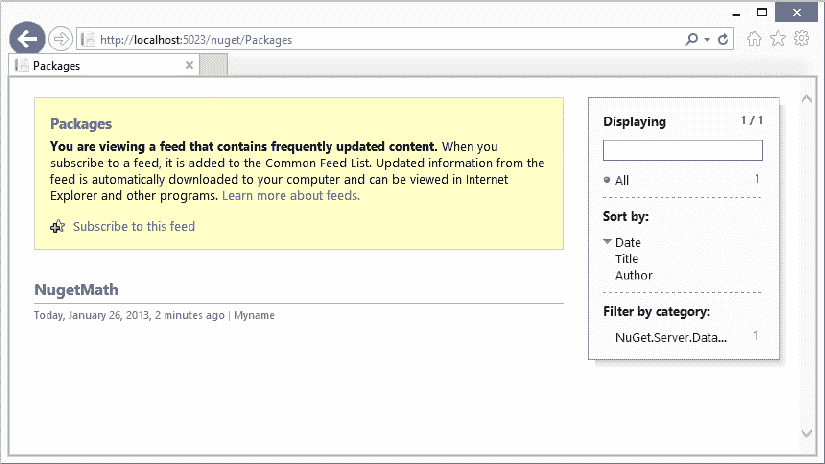 http://localhost:5023/nuget/Packages
Packages
Packages
You are viewing a feed that contains frequently updated content. When you
subscribe to a feed, it is added to the Common Feed List. Updated information from the
feed is automatically downloaded to your computer and can be viewed in Internet
Explorer and other programs. Learn more about feeds.
Subscribe to this feed
NugetMath
Today, January 26, 2013, 2 minutes ago | Myname
Displaying 1 / 1
All 1
Sort by:
Date
Title
Author
Filter by category:
NuGet.Server.Data... 1